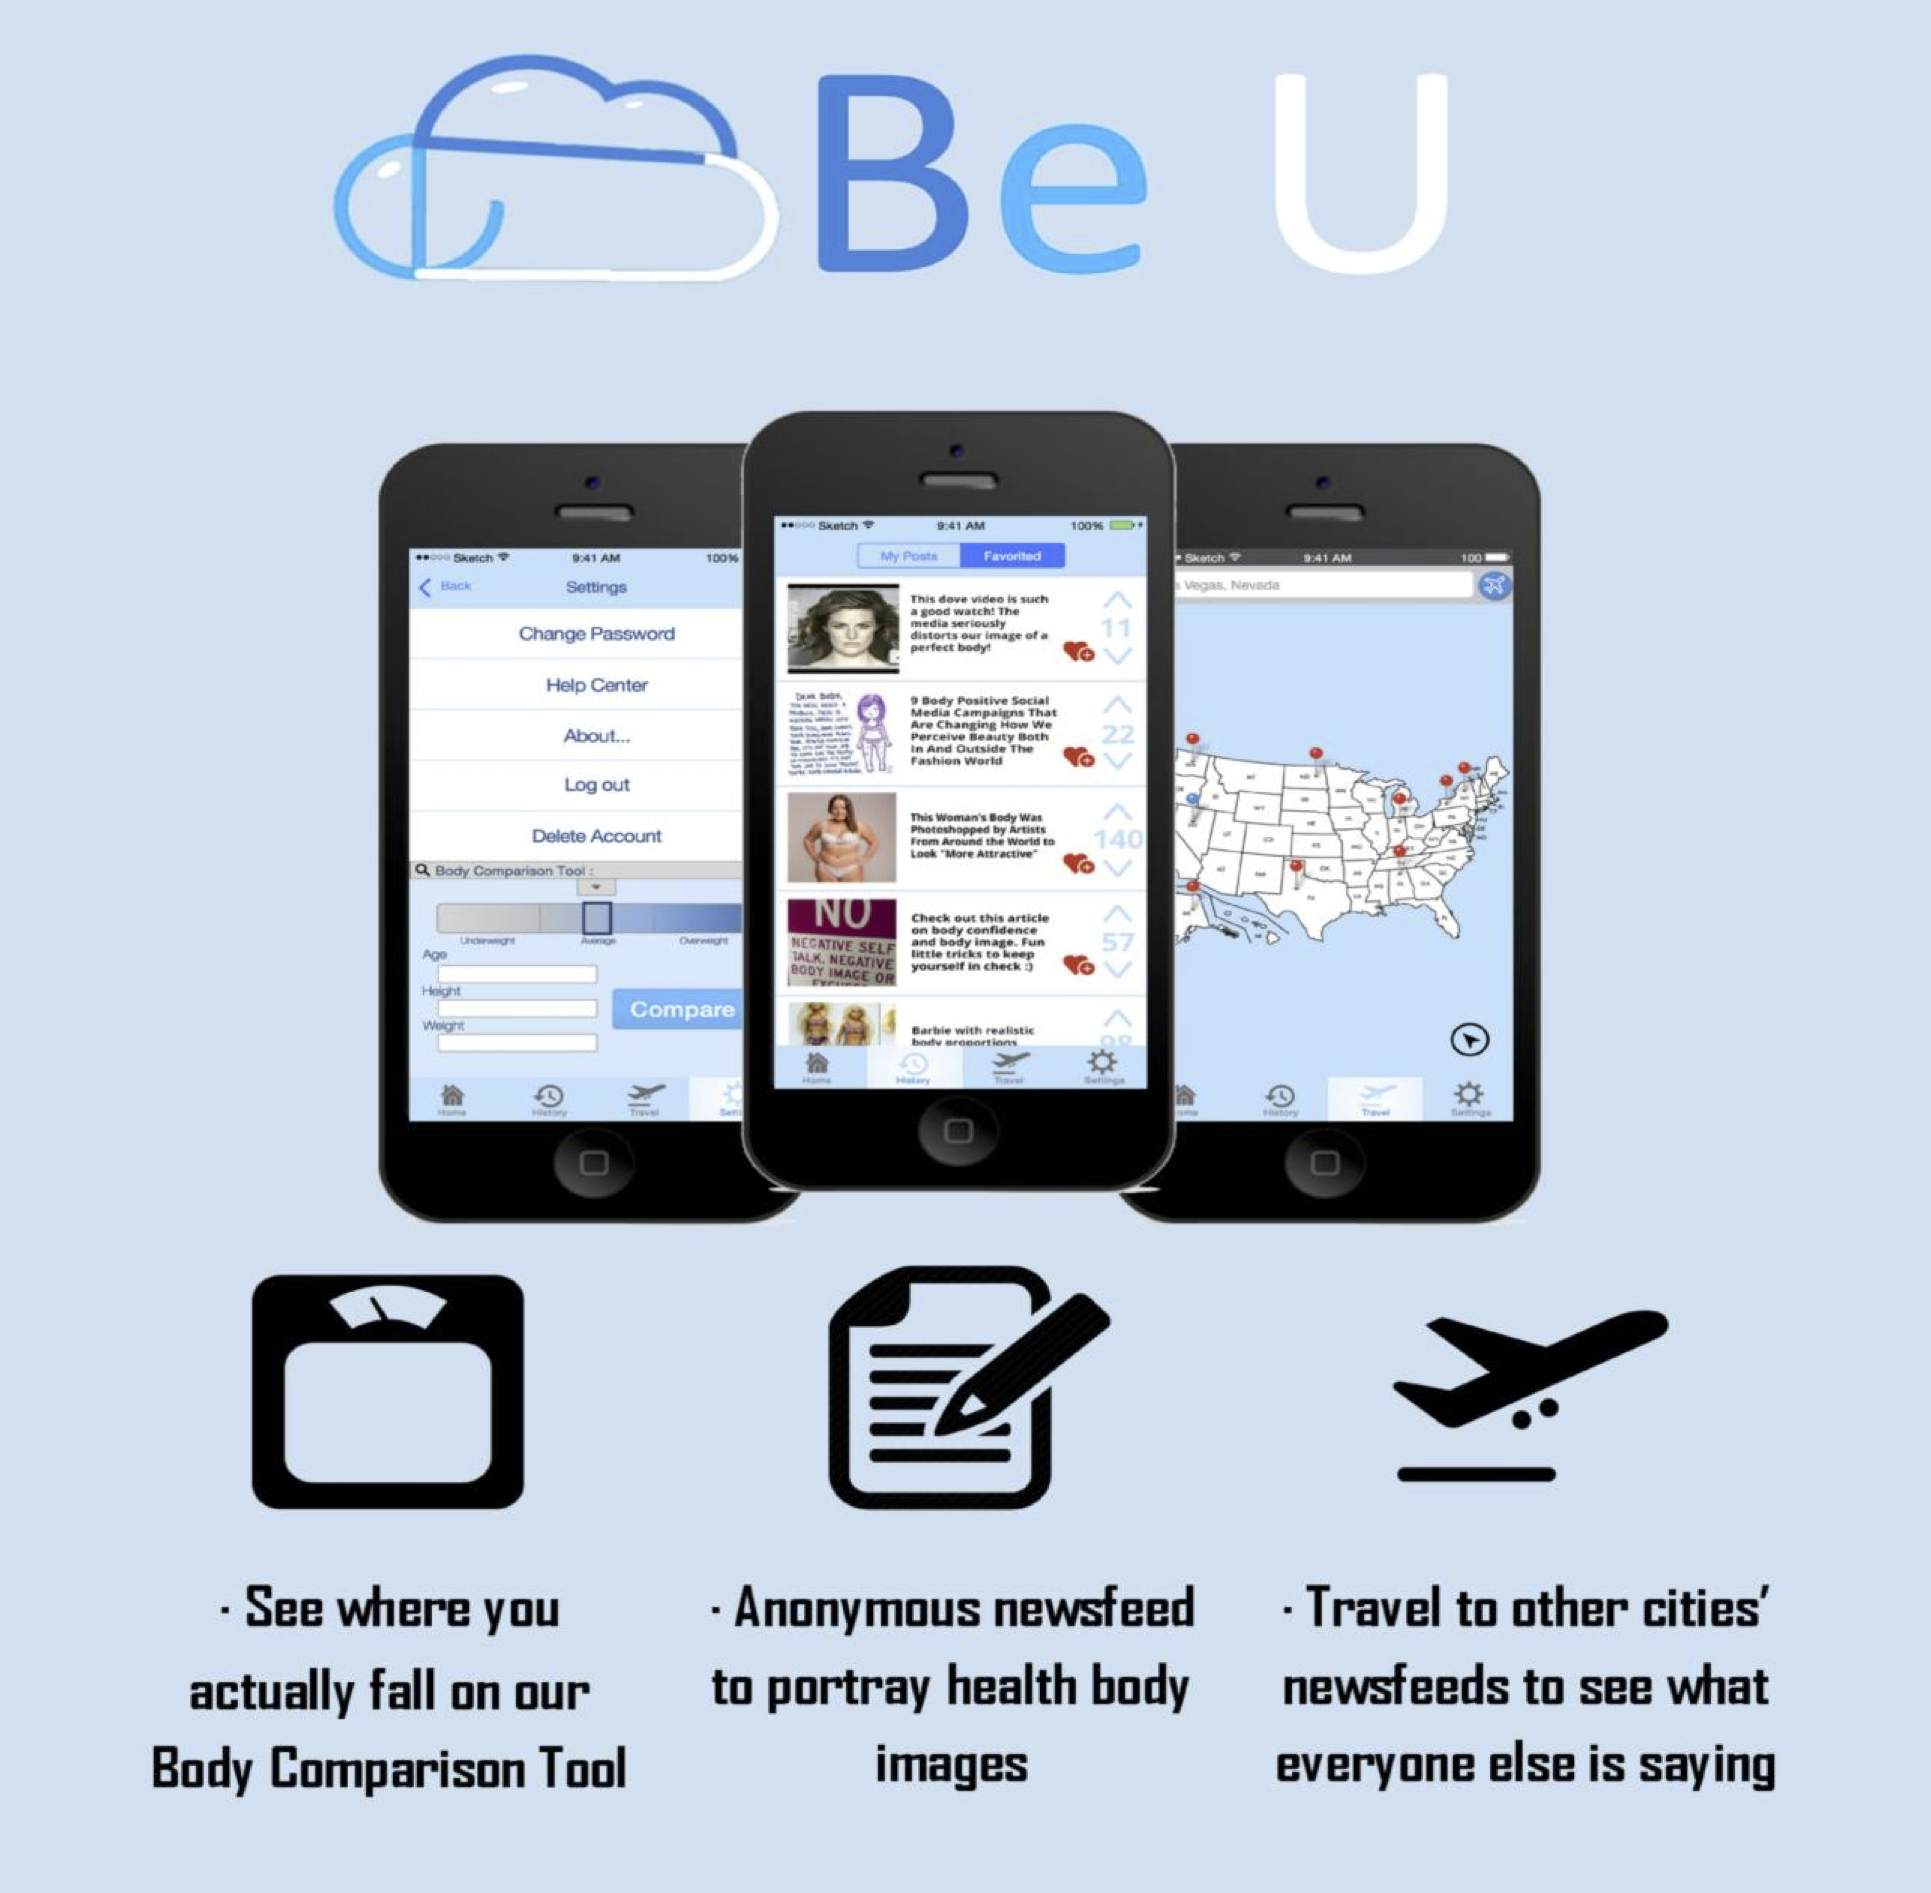 Be U
Sketch 9:41 AM 100%
Back Settings
Change Password
Help Center
About...
Log out
Delete Account
Body Comparison Tool :
Underweight Average Overweight
Age
Height
Weight
Compare
Home History Travel
Sketch 9:41 AM 100%
My Posts Favorited
This dove video is such
a good watch! The
media seriously
distorts our image of a
perfect body!
11
9 Body Positive Social
Media Campaigns That
Are Changing How We
Perceive Beauty Both
In And Outside The
Fashion World
22
This Woman's Body Was
Photoshopped by Artists
From Around the World to
Look "More Attractive"
140
NO
NEGATIVE SELF
TALK, NEGATIVE
BODY IMAGE OR
Check out this article
on body confidence
and body image. Fun
little tricks to keep
yourself in check :)
57
Barbie with realistic
body proportions
98
Home History Travel Settings
Sketch 9:41 AM 100
Vegas, Nevada
History Travel Settings
· See where you
actually fall on our
Body Comparison Tool
· Anonymous newsfeed
to portray health body
images
· Travel to other cities'
newsfeeds to see what
everyone else is saying